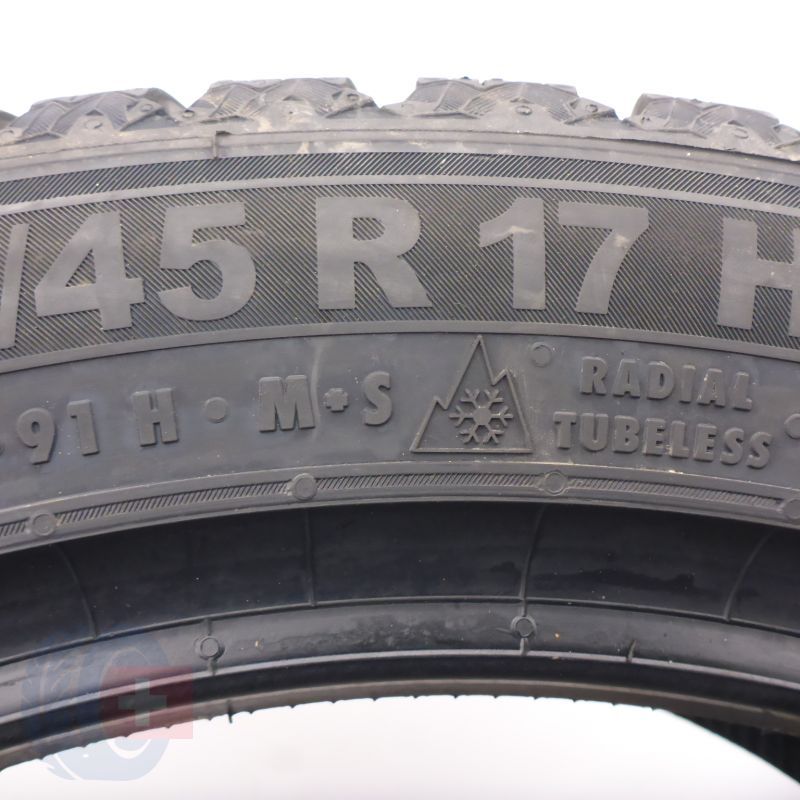 /45 R 17 H
• 91 H • M+S RADIAL
TUBELESS •